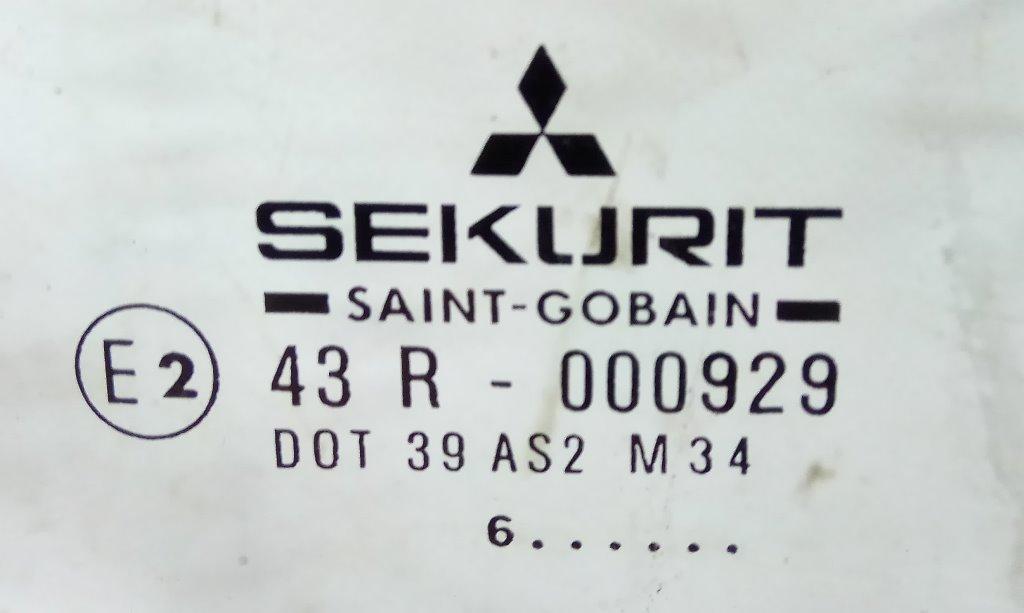 SEKURIT
SAINT-GOBAIN
E2 43 R - 000929
DOT 39 AS2 M34
6......